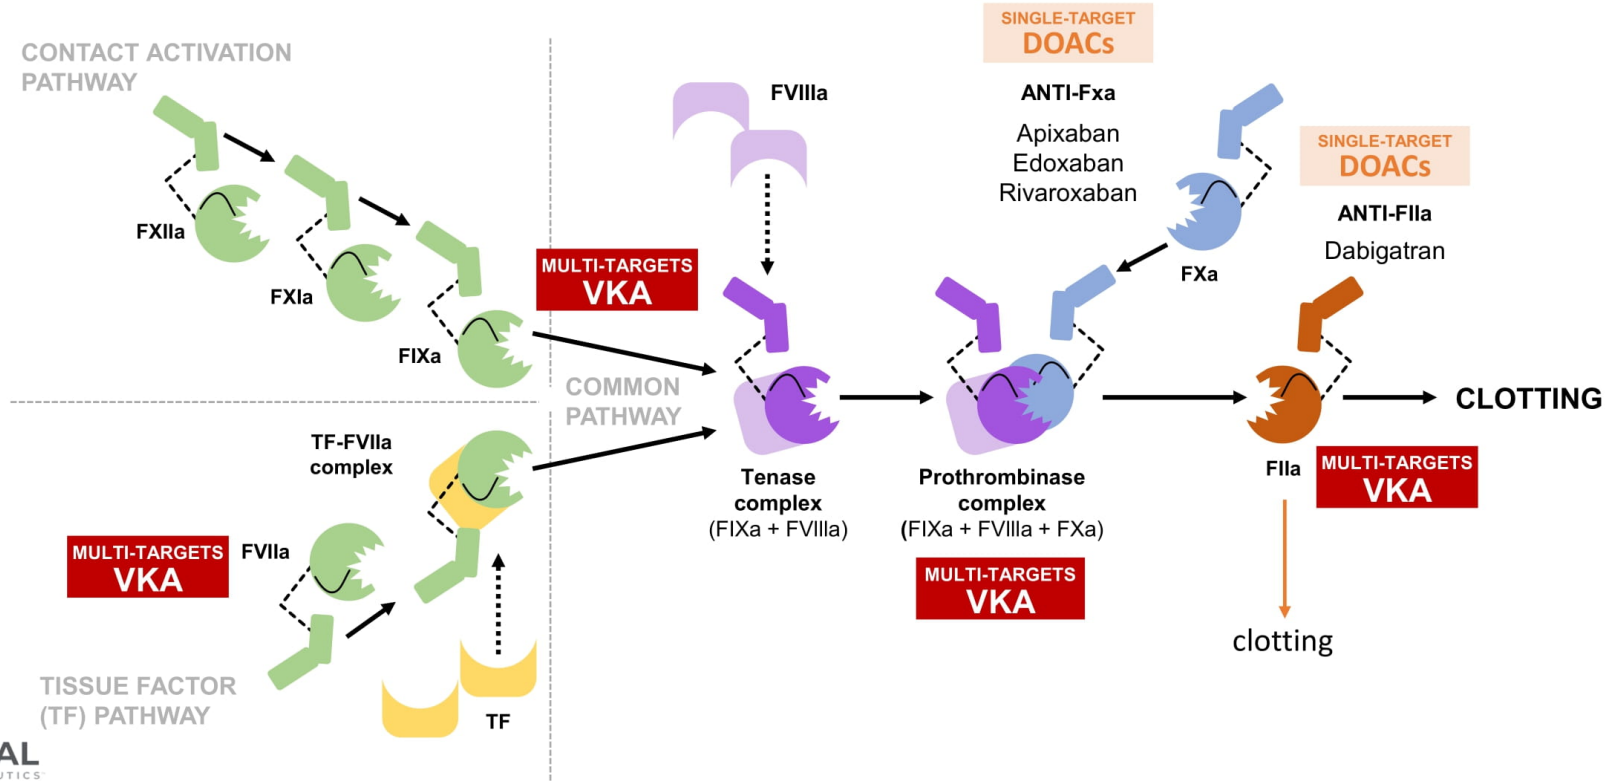 CONTACT ACTIVATION
PATHWAY
FXIIa
FXIa
FIXa
MULTI-TARGETS
VKA
FVIIIa
SINGLE-TARGET
DOACs
ANTI-Fxa
Apixaban
Edoxaban
Rivaroxaban
FXa
SINGLE-TARGET
DOACs
ANTI-FIIa
Dabigatran
COMMON
PATHWAY
Tenase
complex
(FIXa + FVIIIa)
Prothrombinase
complex
(FIXa + FVIIIa + FXa)
MULTI-TARGETS
VKA
FIIa
MULTI-TARGETS
VKA
CLOTTING
clotting
TF-FVIIa
complex
MULTI-TARGETS
VKA
FVIIa
TISSUE FACTOR
(TF) PATHWAY
TF
AL
UTICS